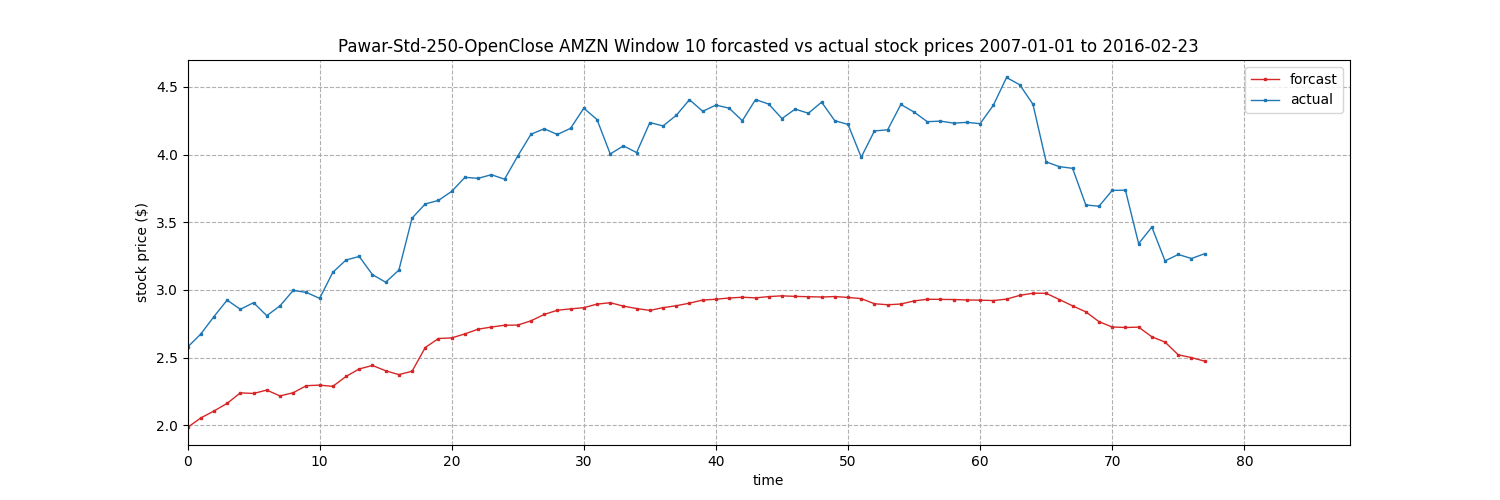 Pawar-Std-250-OpenClose AMZN Window 10 forcasted vs actual stock prices 2007-01-01 to 2016-02-23
forcast
actual
stock price ($)
4.5
4.0
3.5
3.0
2.5
2.0
0 10 20 30 40 50 60 70 80
time